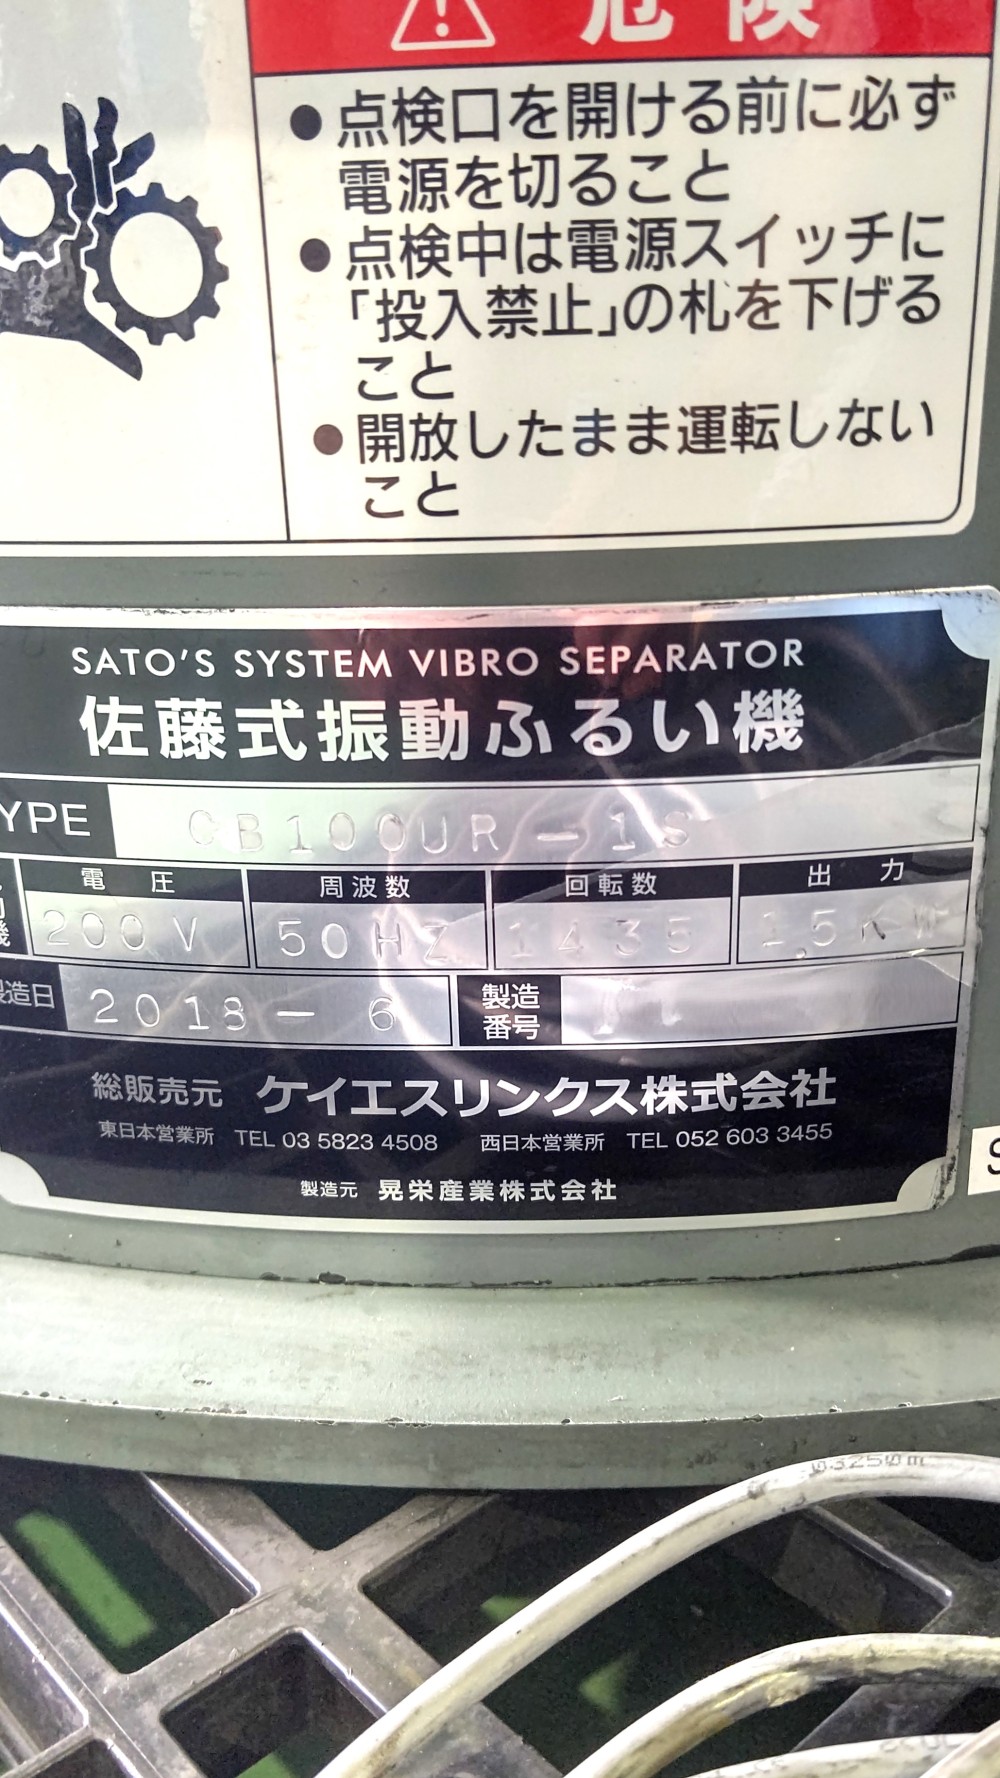 危険
●点検口を開ける前に必ず
電源を切ること
●点検中は電源スイッチに
「投入禁止」の札を下げる
こと
●開放したまま運転しない
こと
SATO'S SYSTEM VIBRO SEPARATOR
佐藤式振動ふるい機
YPE CB100UR-1S
電圧 周波数 回転数 出力
200V 50HZ 1435 1.5KW
製造日 2018-6 製造
番号
総販売元 ケイエスリンクス株式会社
東日本営業所 TEL 03 5823 4508 西日本営業所 TEL 052 603 3455
製造元 晃栄産業株式会社